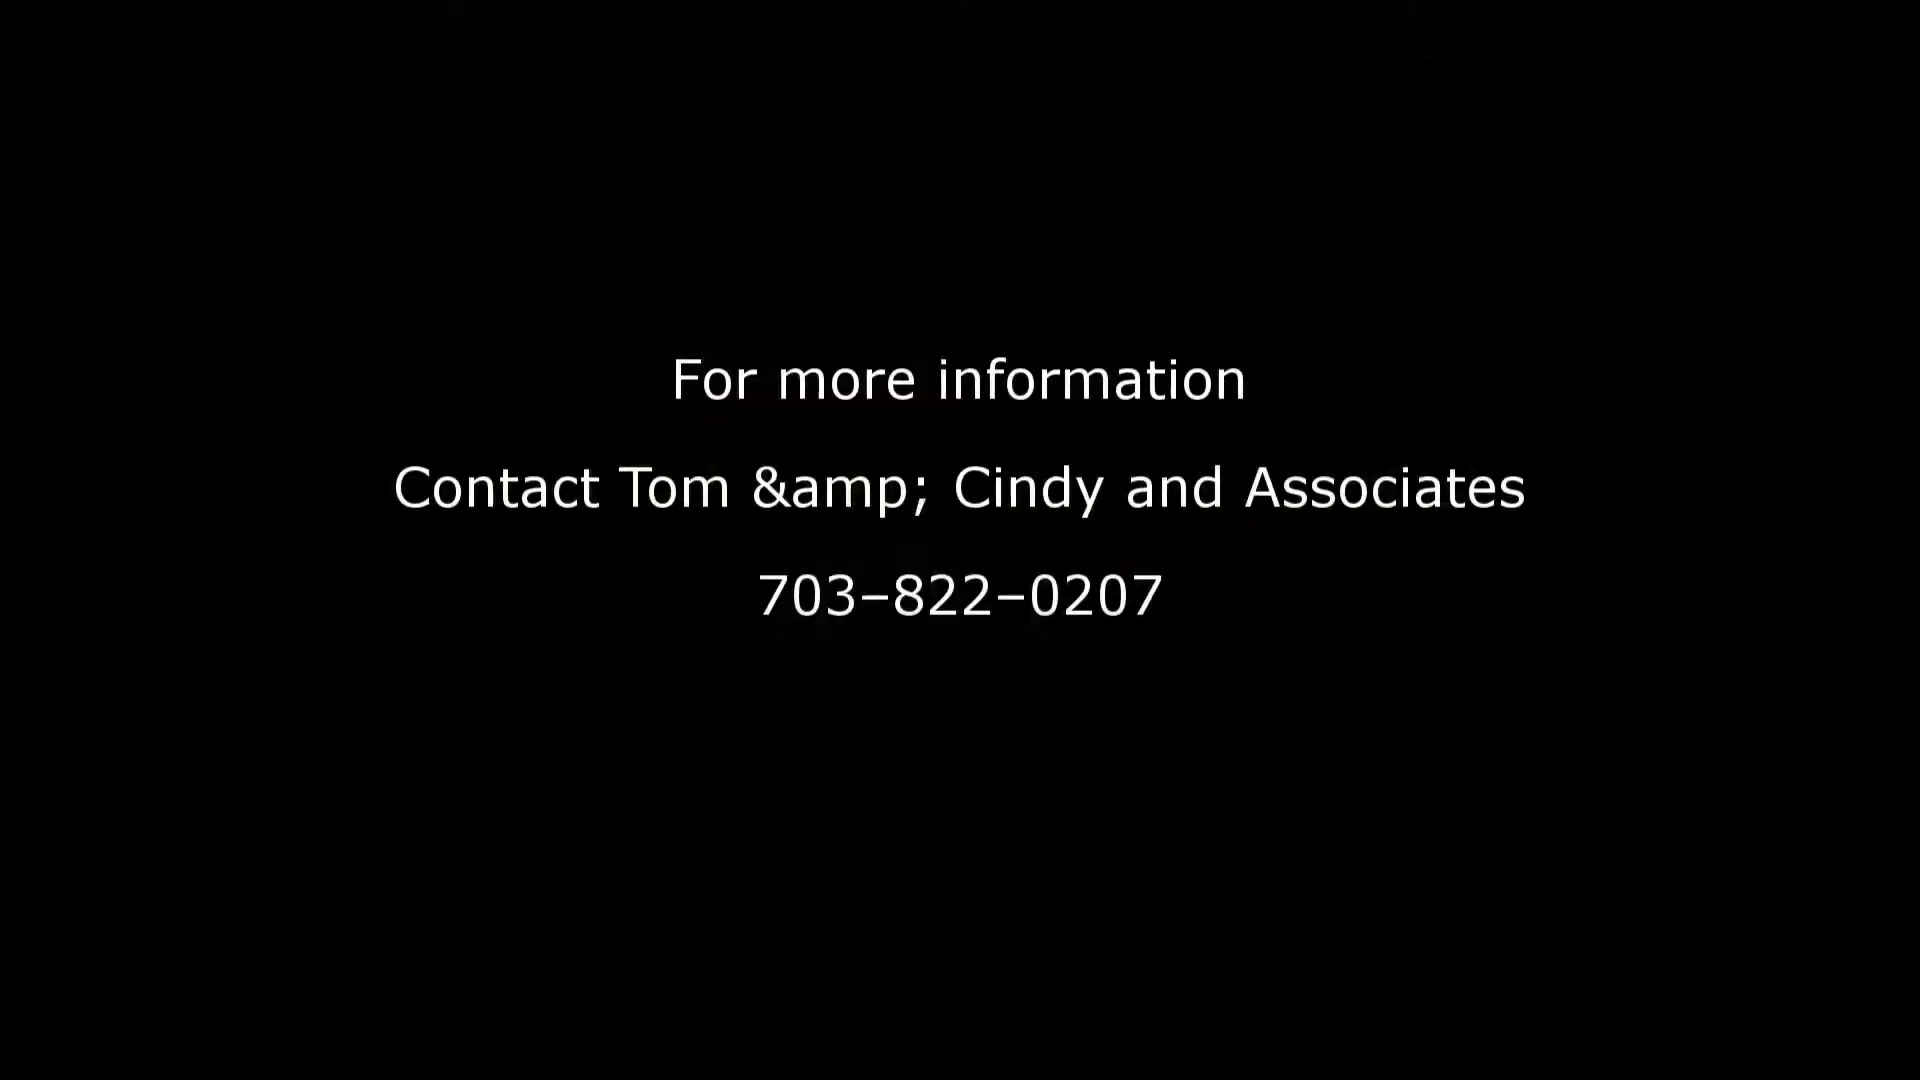 For more information
Contact Tom &amp; Cindy and Associates
703–822–0207